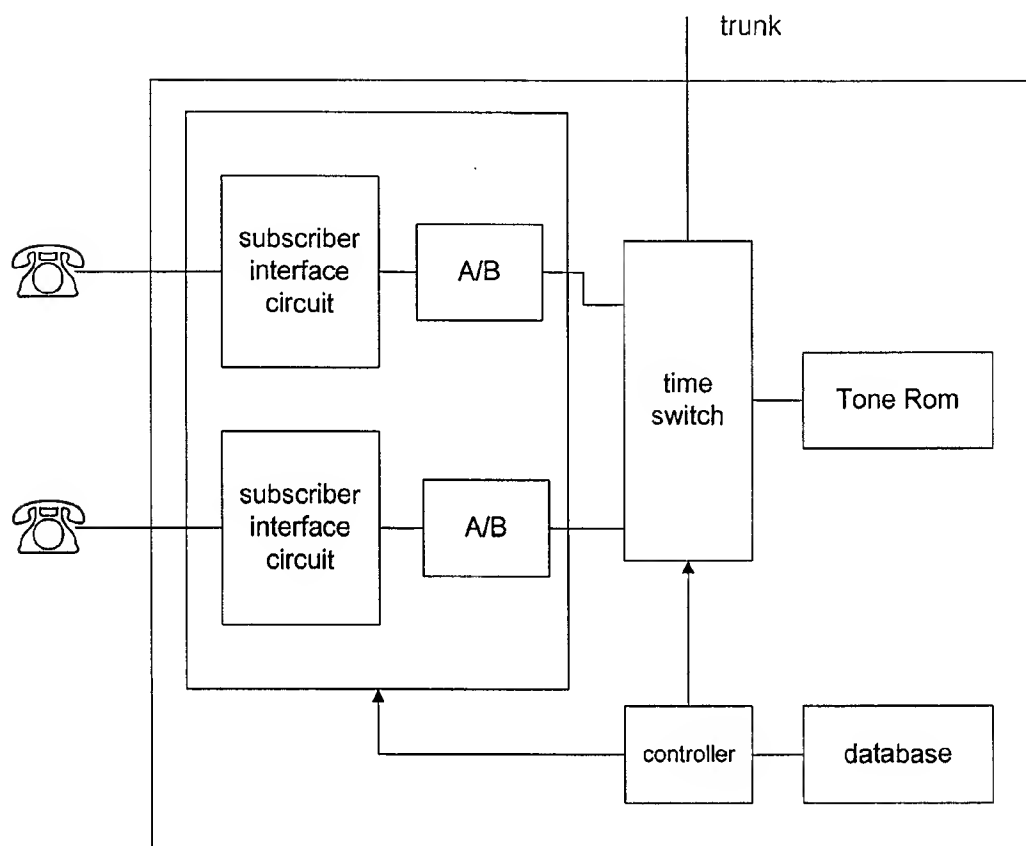 trunk
subscriber
interface
circuit
A/B
time
switch
Tone Rom
subscriber
interface
circuit
A/B
controller
database